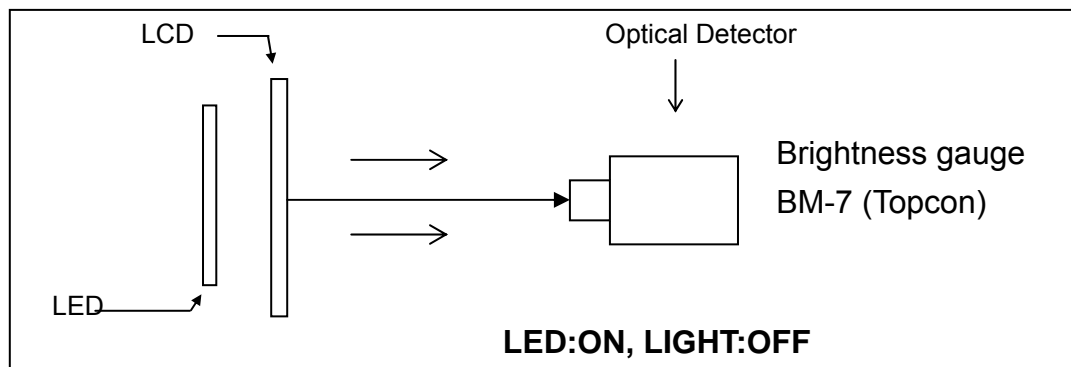 LCD
Optical Detector
Brightness gauge
BM-7 (Topcon)
LED
LED:ON, LIGHT:OFF